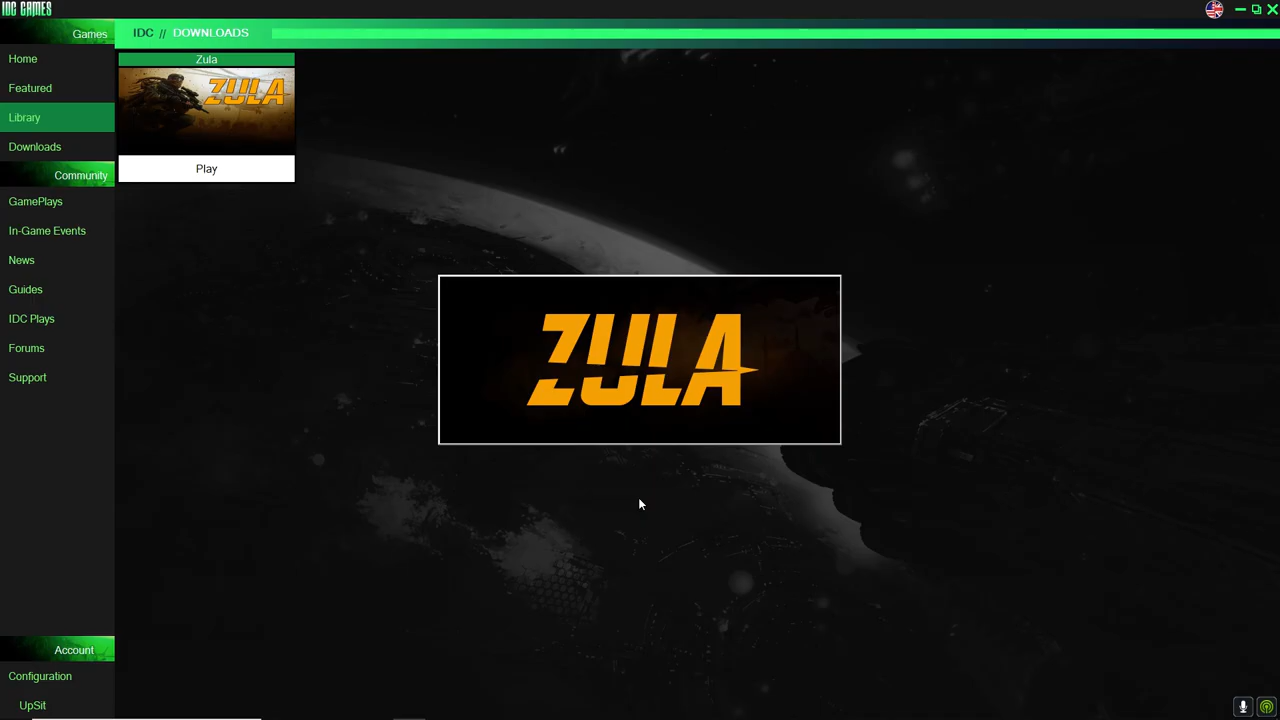 IDC GAMES
Games
IDC // DOWNLOADS
Home
Featured
Library
Downloads
Community
GamePlays
In-Game Events
News
Guides
IDC Plays
Forums
Support
Account
Configuration
UpSit
Zula
ZULA
Play
ZULA